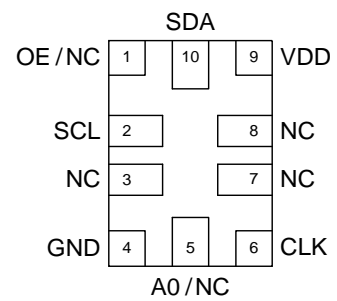 SDA
OE/NC 1 10 9 VDD
SCL 2 8 NC
NC 3 7 NC
GND 4 5 6 CLK
A0/NC